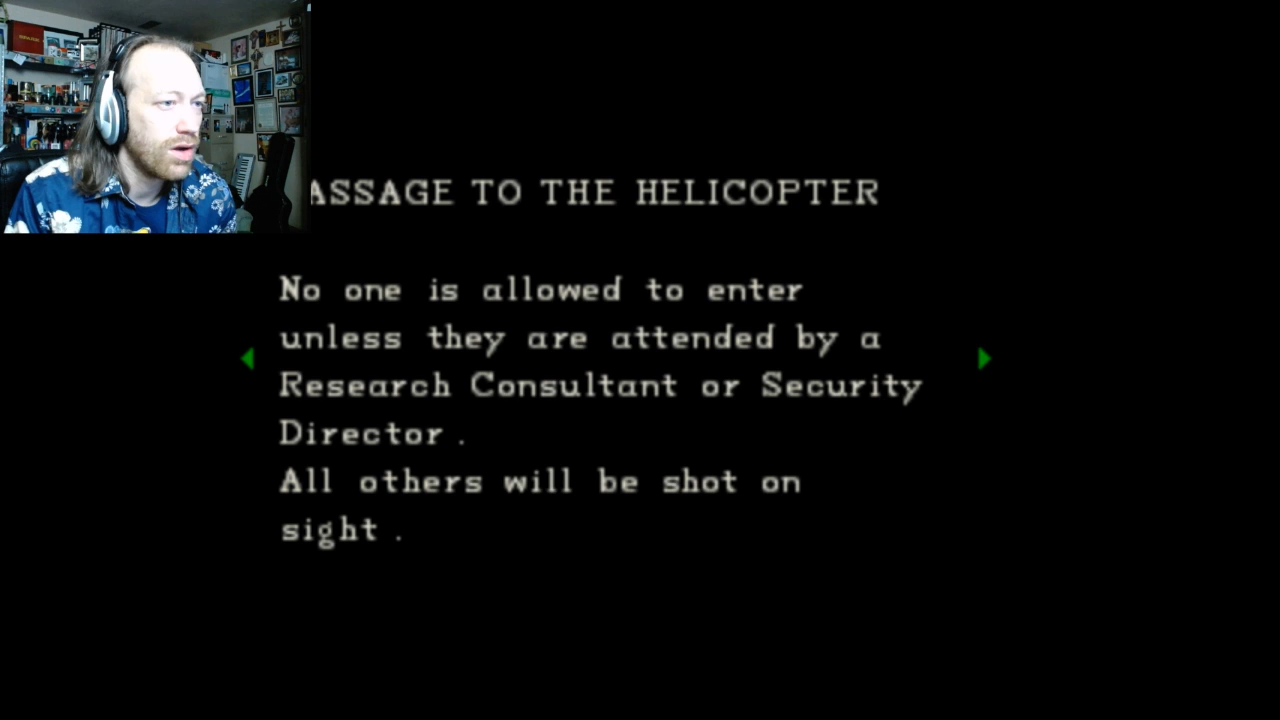 ASSAGE TO THE HELICOPTER
No one is allowed to enter
unless they are attended by a
Research Consultant or Security
Director.
All others will be shot on
sight.